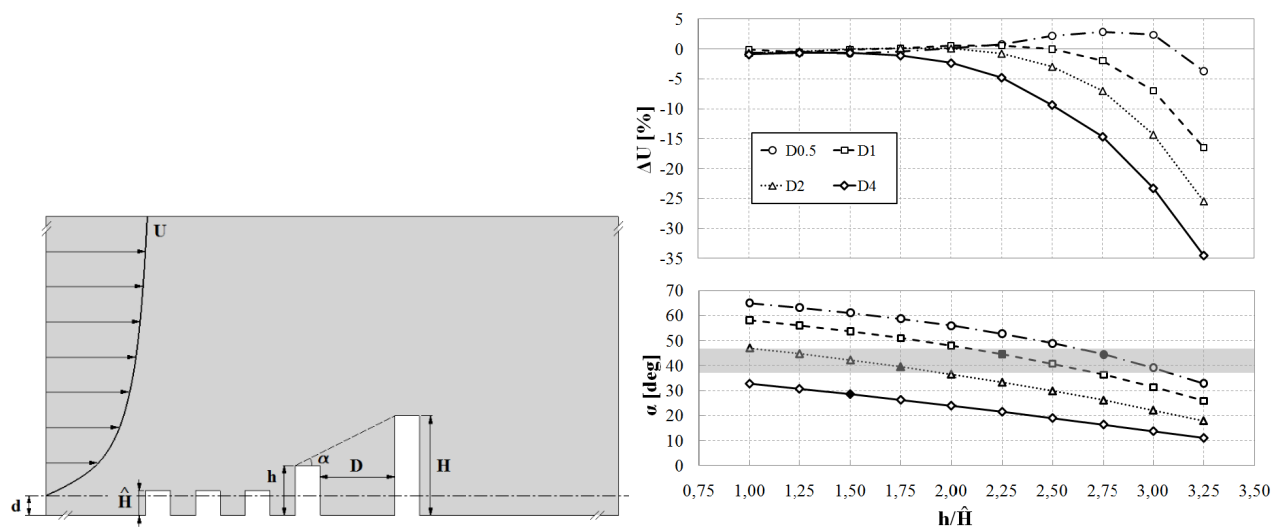 U
α
h
D
H
Ĥ
d
5
0
-5
-10
-15
-20
-25
-30
-35
ΔU [%]
D0.5 D1
D2 D4
70
60
50
40
30
20
10
0
α [deg]
0,75 1,00 1,25 1,50 1,75 2,00 2,25 2,50 2,75 3,00 3,25 3,50
h/Ĥ